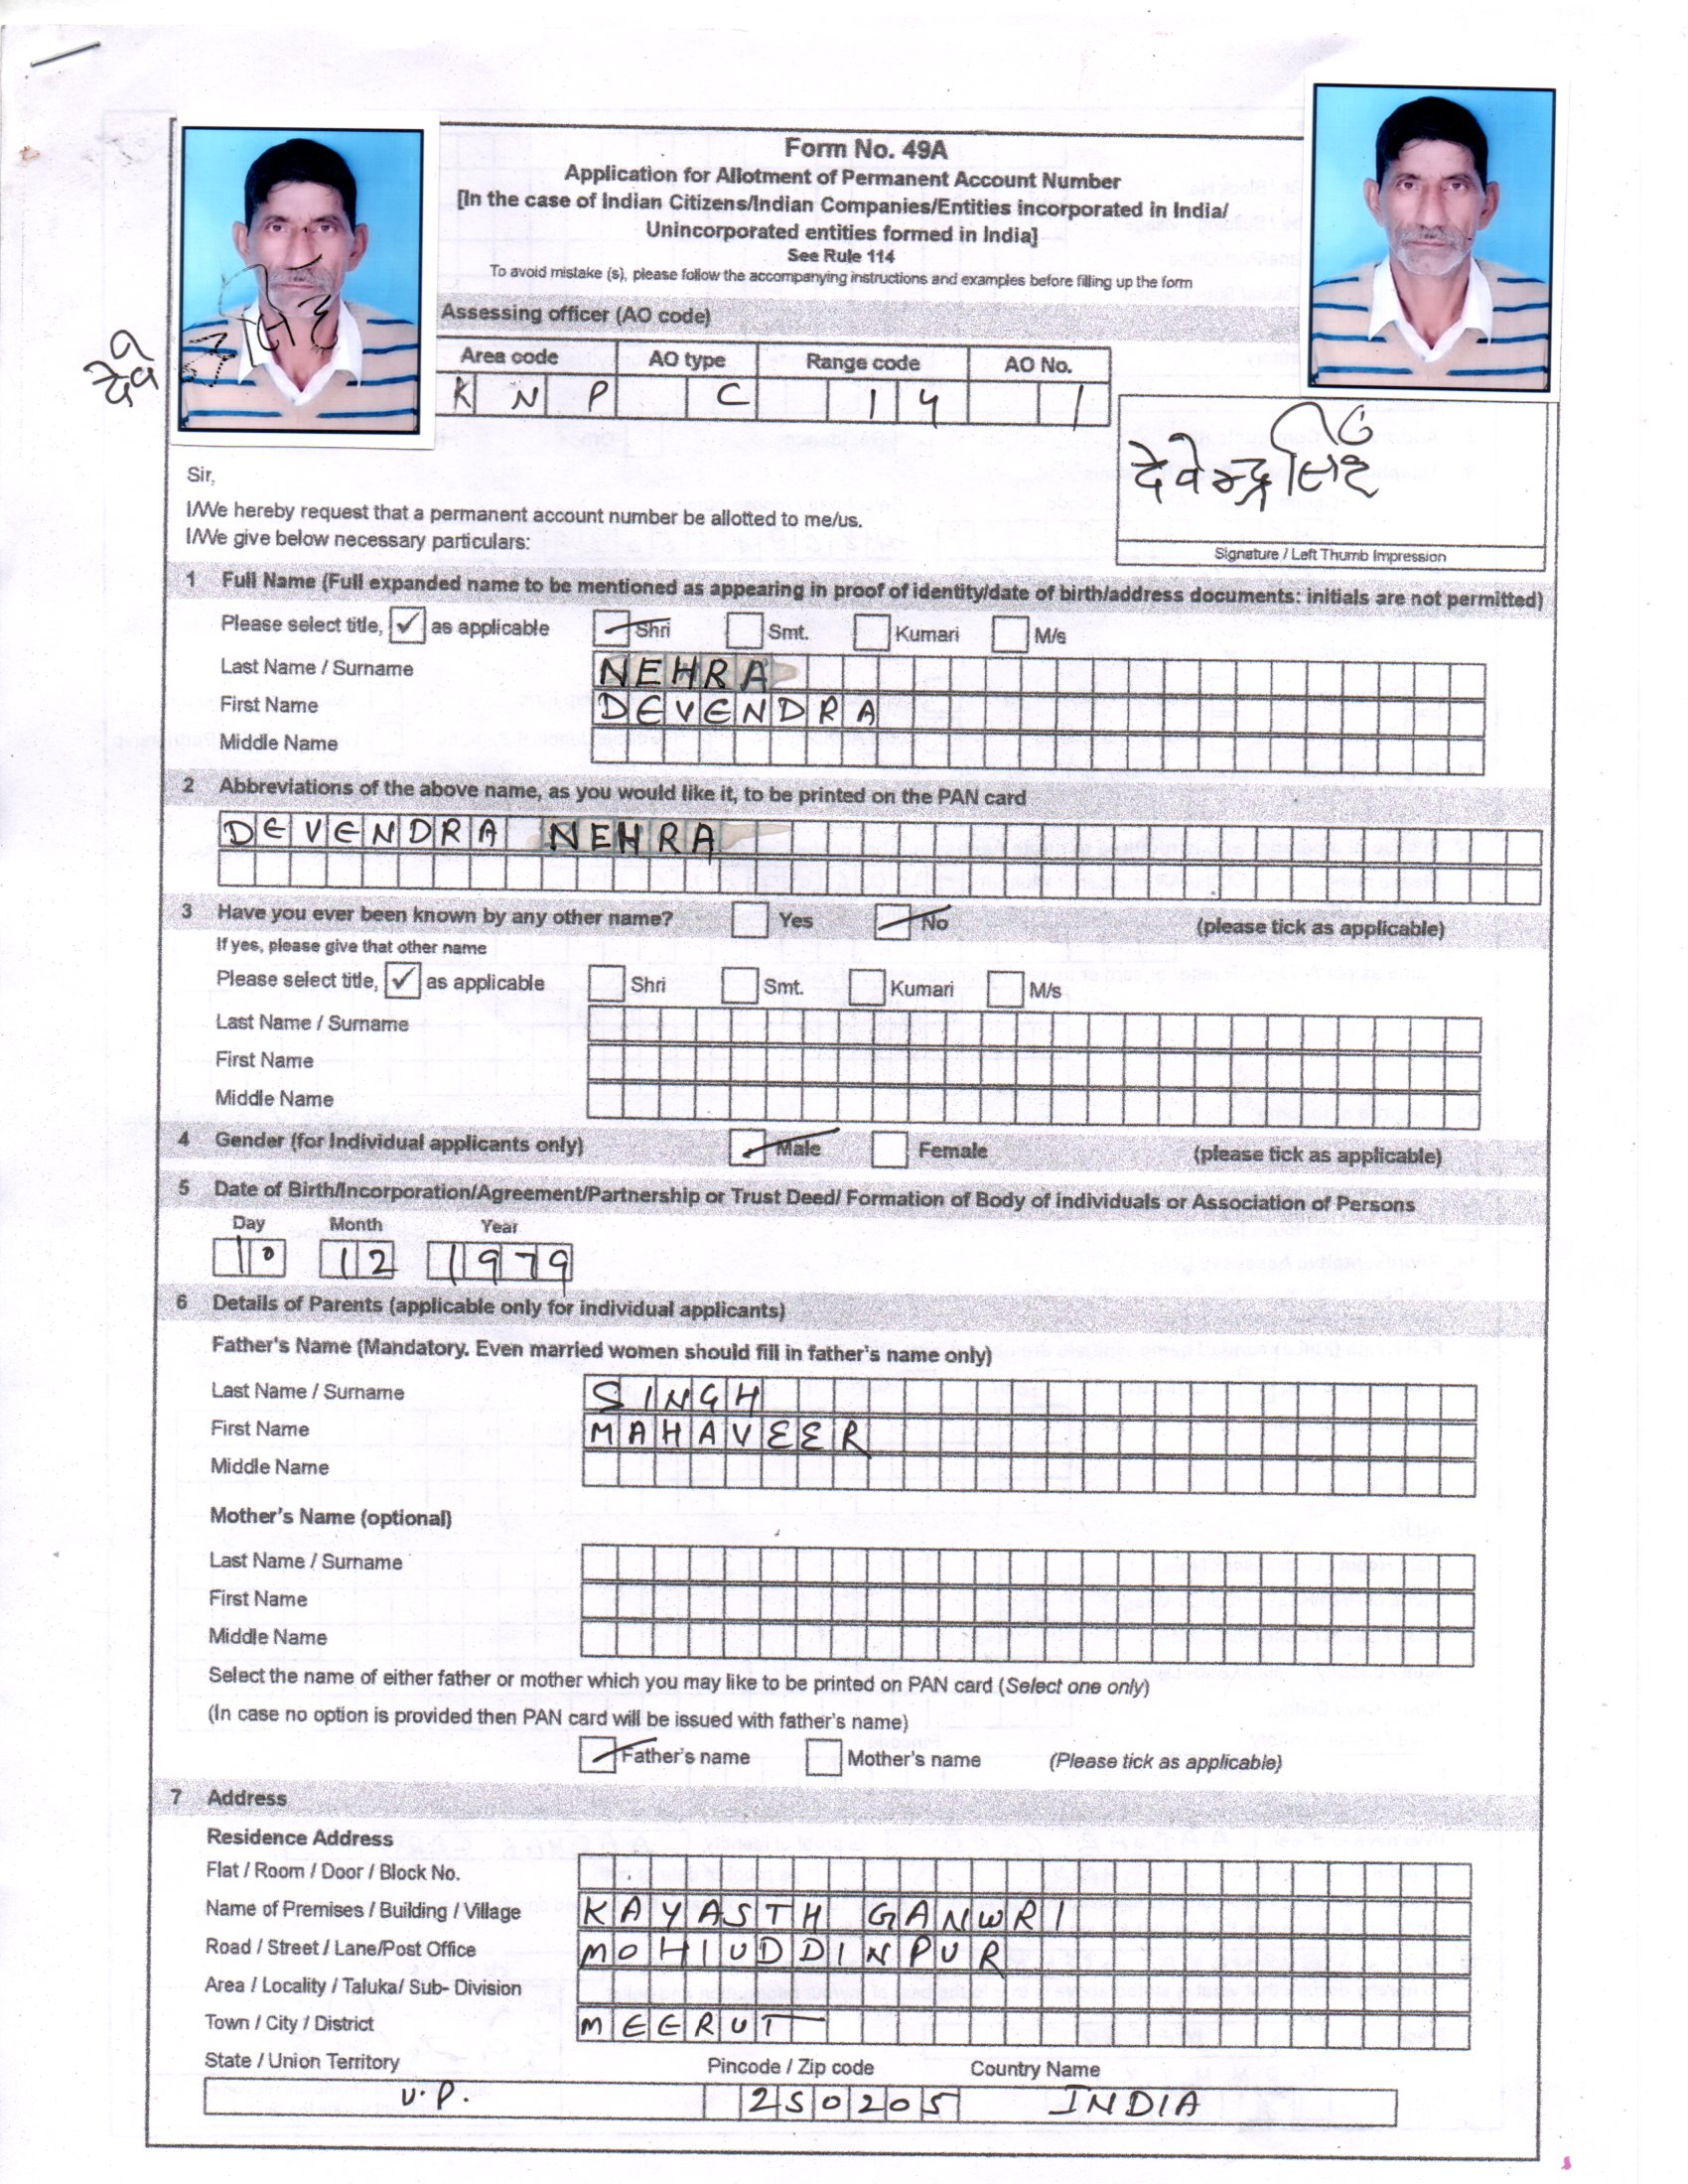 Form No. 49A
Application for Allotment of Permanent Account Number
[In the case of Indian Citizens/Indian Companies/Entities incorporated in India/
Unincorporated entities formed in India]
See Rule 114
To avoid mistake (s), please follow the accompanying instructions and examples before filling up the form
Assessing officer (AO code)
Area code AO type Range code AO No.
KNP C 14 1
देवेन्द्र सिंह
Signature / Left Thumb Impression
Sir,
I/We hereby request that a permanent account number be allotted to me/us.
I/We give below necessary particulars:
1 Full Name (Full expanded name to be mentioned as appearing in proof of identity/date of birth/address documents: initials are not permitted)
Please select title, ✓ as applicable Shri Smt. Kumari M/s
Last Name / Surname NEHRA
First Name DEVENDRA
Middle Name
2 Abbreviations of the above name, as you would like it, to be printed on the PAN card
DEVENDRA NEHRA
3 Have you ever been known by any other name? Yes No (please tick as applicable)
If yes, please give that other name
Please select title, ✓ as applicable Shri Smt. Kumari M/s
Last Name / Surname
First Name
Middle Name
4 Gender (for Individual applicants only) Male Female (please tick as applicable)
5 Date of Birth/Incorporation/Agreement/Partnership or Trust Deed/ Formation of Body of individuals or Association of Persons
Day Month Year
10 12 1979
6 Details of Parents (applicable only for individual applicants)
Father's Name (Mandatory. Even married women should fill in father's name only)
Last Name / Surname SINGH
First Name MAHAVEER
Middle Name
Mother's Name (optional)
Last Name / Surname
First Name
Middle Name
Select the name of either father or mother which you may like to be printed on PAN card (Select one only)
(In case no option is provided then PAN card will be issued with father's name)
Father's name Mother's name (Please tick as applicable)
7 Address
Residence Address
Flat / Room / Door / Block No.
Name of Premises / Building / Village KAYASTH GANWRI
Road / Street / Lane/Post Office MOHIUDDINPUR
Area / Locality / Taluka/ Sub- Division
Town / City / District MEERUT
State / Union Territory Pincode / Zip code Country Name
U.P. 250205 INDIA